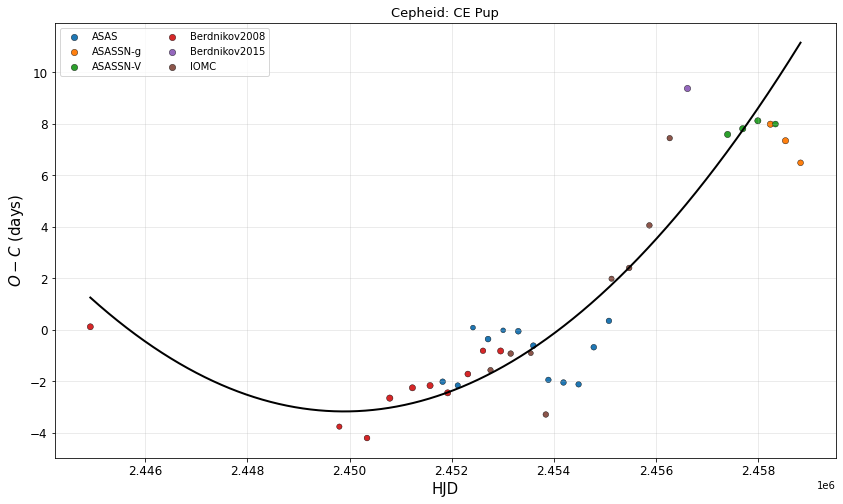 Cepheid: CE Pup
ASAS
ASASSN-g
ASASSN-V
Berdnikov2008
Berdnikov2015
IOMC
O − C (days)
10
8
6
4
2
0
−2
−4
2.446
2.448
2.450
2.452
2.454
2.456
2.458
1e6
HJD